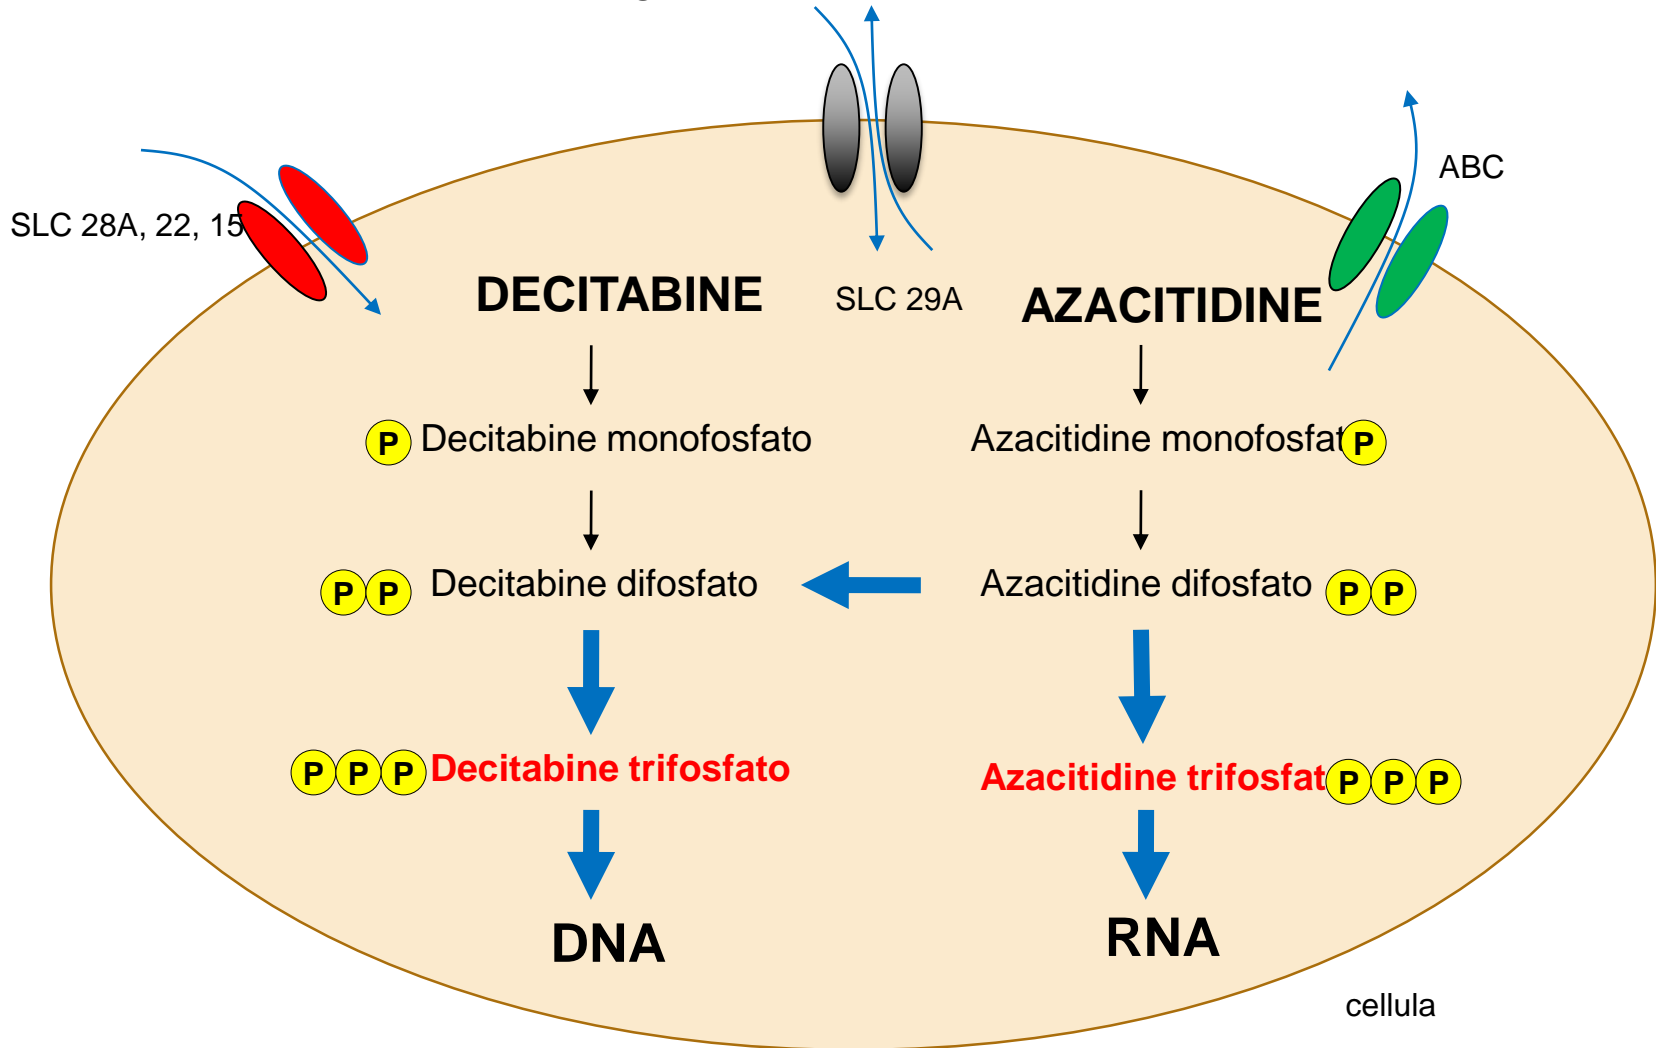 ABC
SLC 28A, 22, 15
DECITABINE
SLC 29A
AZACITIDINE
P Decitabine monofosfato
Azacitidine monofosfat P
P P Decitabine difosfato
Azacitidine difosfato P P
P P P Decitabine trifosfato
Azacitidine trifosfat P P P
DNA
RNA
cellula